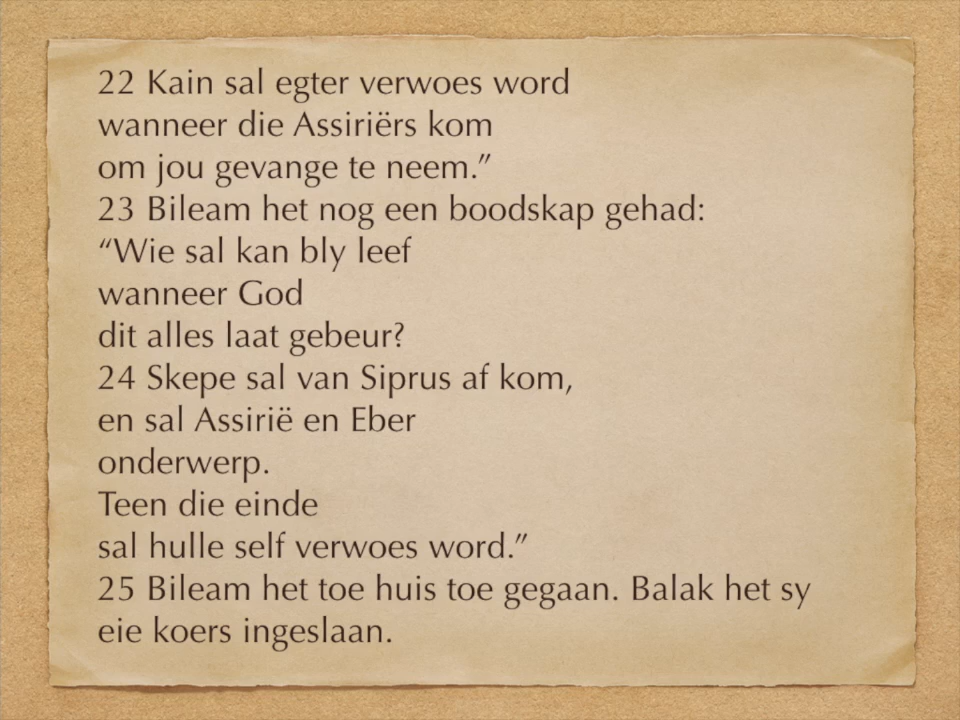 22 Kain sal egter verwoes word
wanneer die Assiriërs kom
om jou gevange te neem.”
23 Bileam het nog een boodskap gehad:
“Wie sal kan bly leef
wanneer God
dit alles laat gebeur?
24 Skepe sal van Siprus af kom,
en sal Assirië en Eber
onderwerp.
Teen die einde
sal hulle self verwoes word.”
25 Bileam het toe huis toe gegaan. Balak het sy
eie koers ingeslaan.